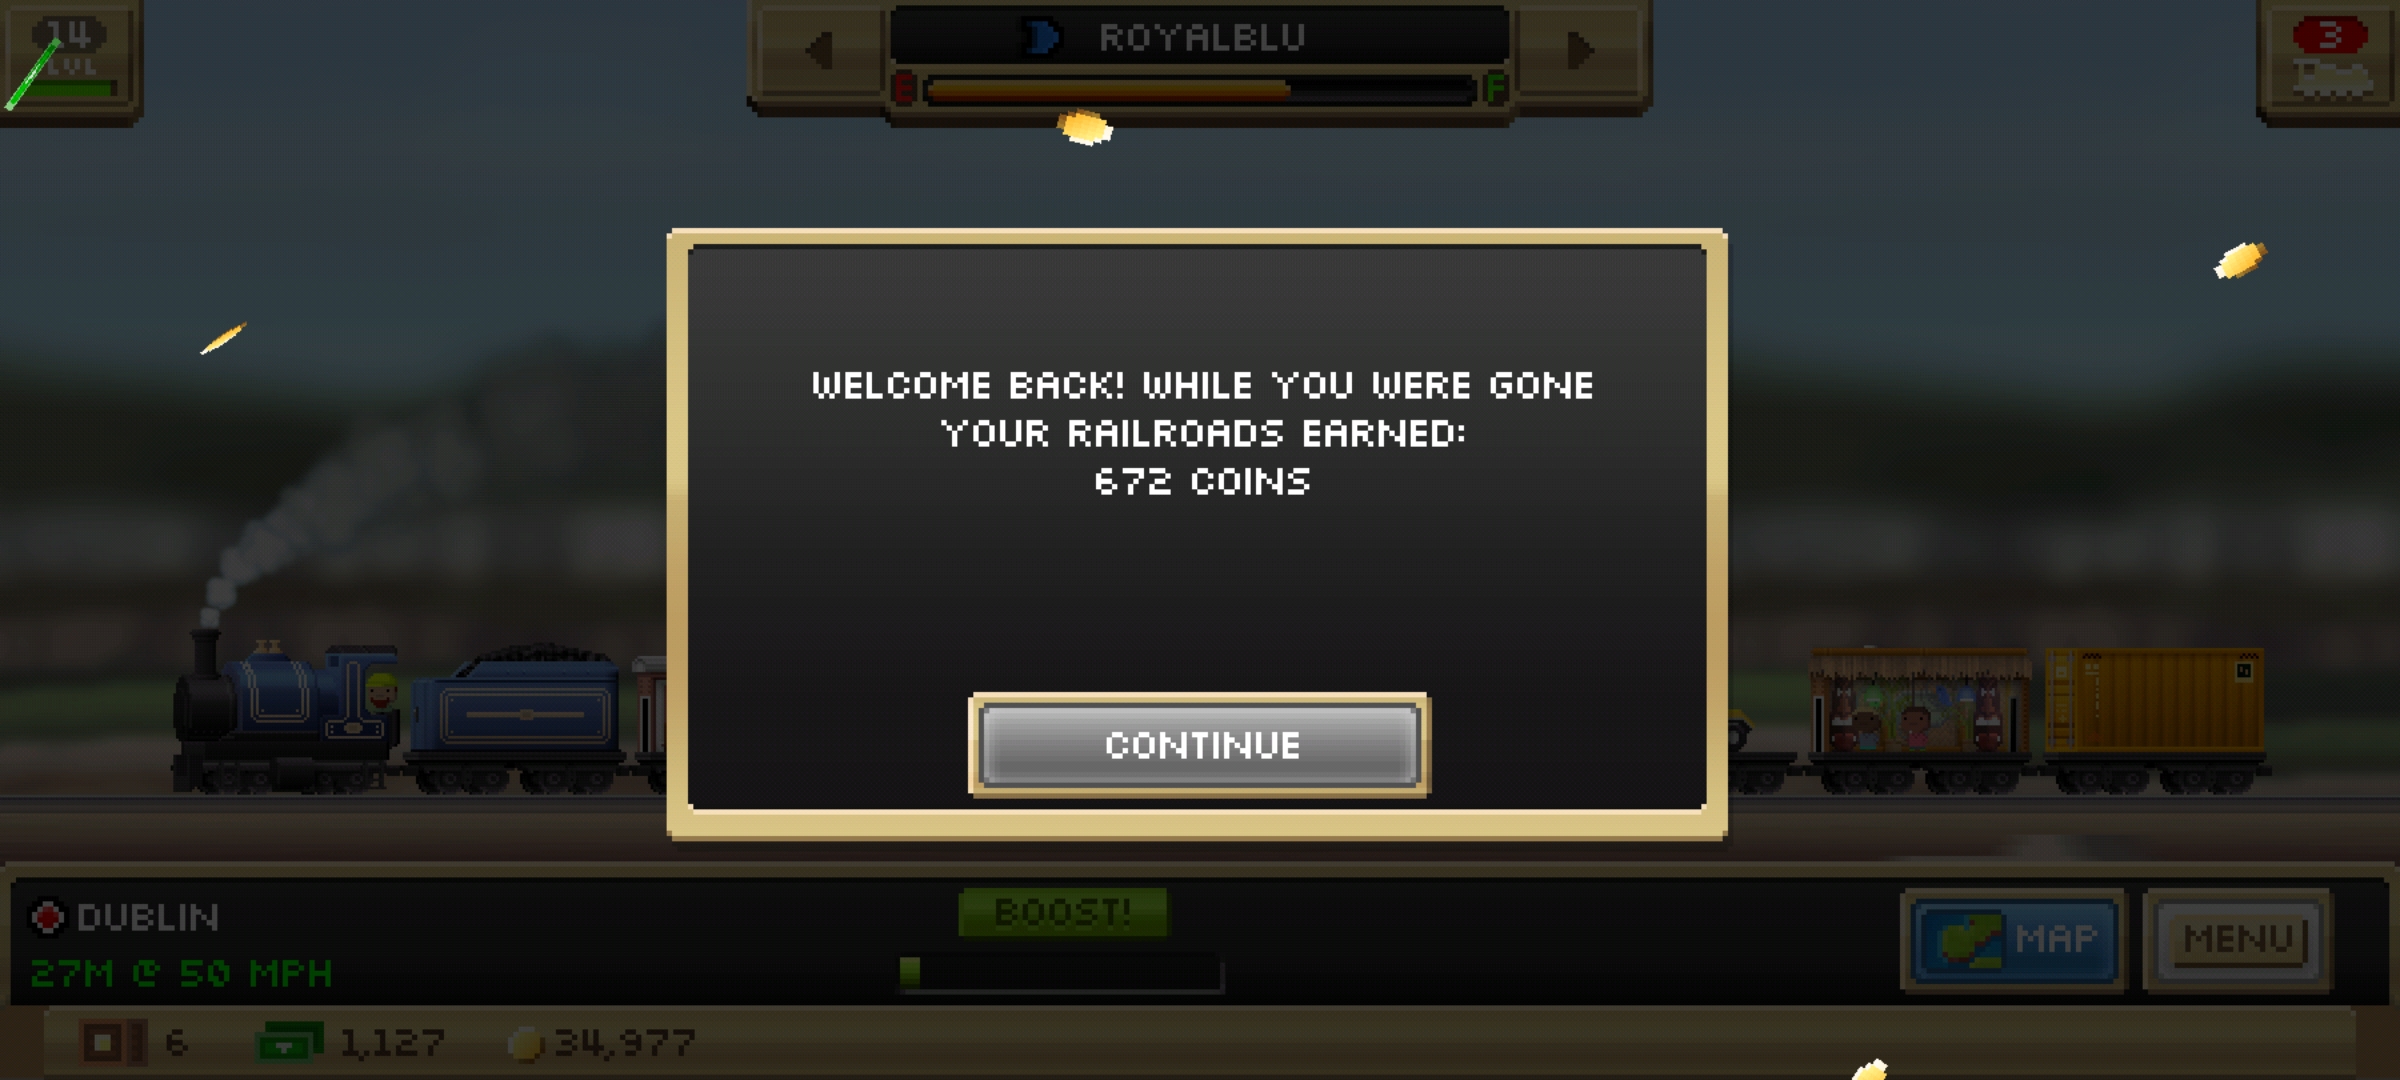 14
LVL
ROYALBLU
E
F
3
WELCOME BACK! WHILE YOU WERE GONE
YOUR RAILROADS EARNED:
672 COINS
CONTINUE
DUBLIN
27M @ 50 MPH
BOOST!
MAP
MENU
6
1,127
34,977